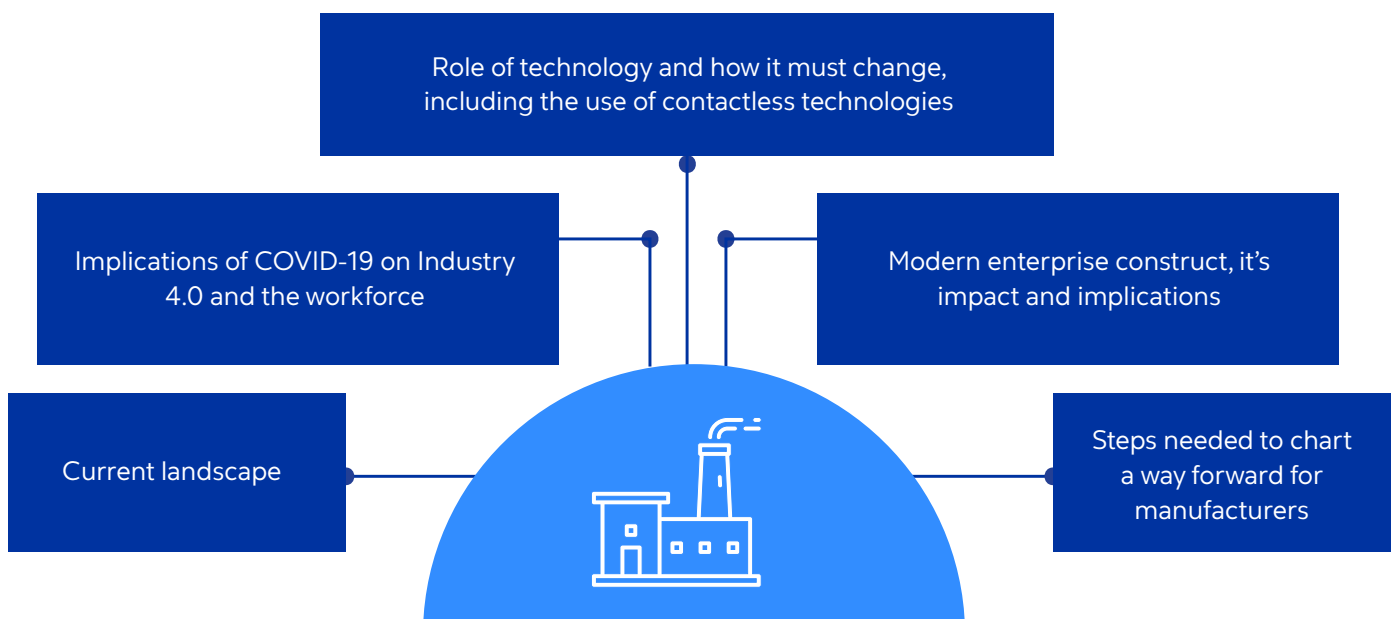 Role of technology and how it must change,
including the use of contactless technologies
Implications of COVID-19 on Industry
4.0 and the workforce
Modern enterprise construct, it’s
impact and implications
Current landscape
Steps needed to chart
a way forward for
manufacturers